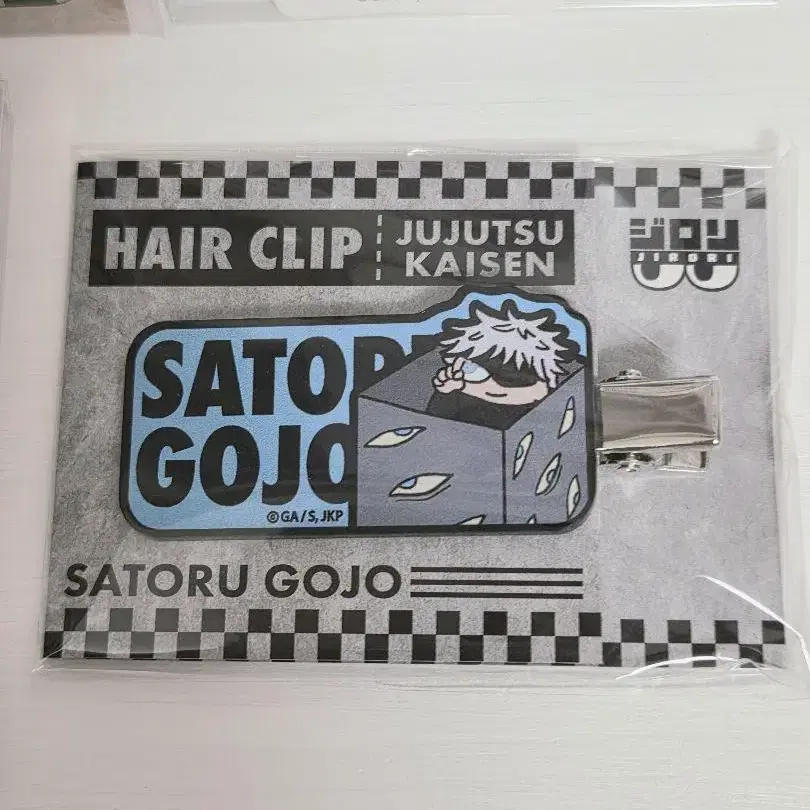 HAIR CLIP
JUJUTSU
KAISEN
ジロリ
JIRORI
SATOR
GOJO
©GA/S, JKP
SATORU GOJO